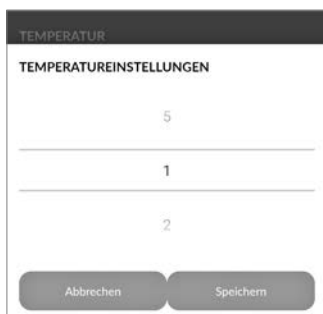 TEMPERATUR
TEMPERATUREINSTELLUNGEN
5
1
2
Abbrechen Speichern